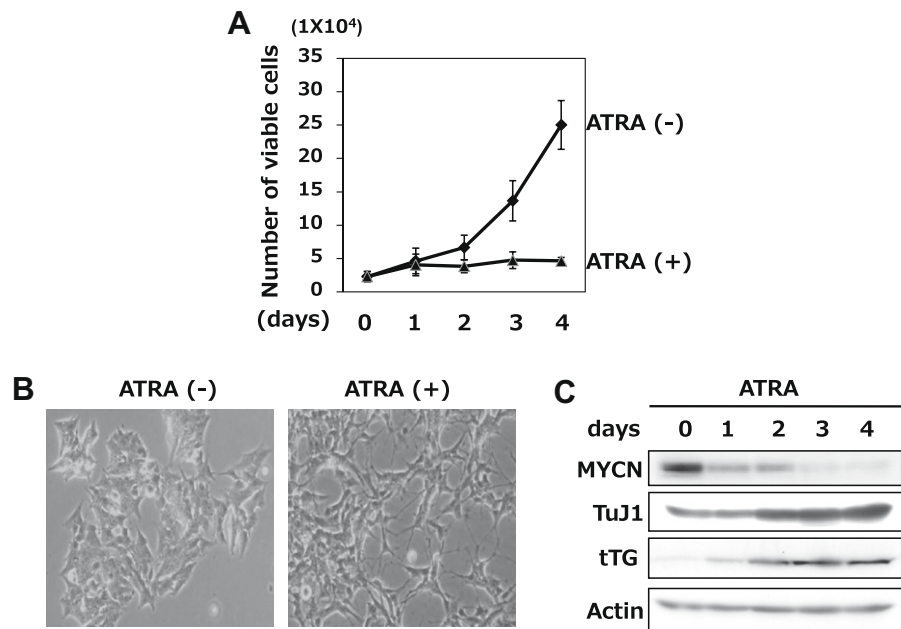 A
(1X10⁴)
Number of viable cells
35
30
25
20
15
10
5
0
ATRA (-)
ATRA (+)
(days) 0 1 2 3 4
B
ATRA (-) ATRA (+)
C
ATRA
days 0 1 2 3 4
MYCN
TuJ1
tTG
Actin